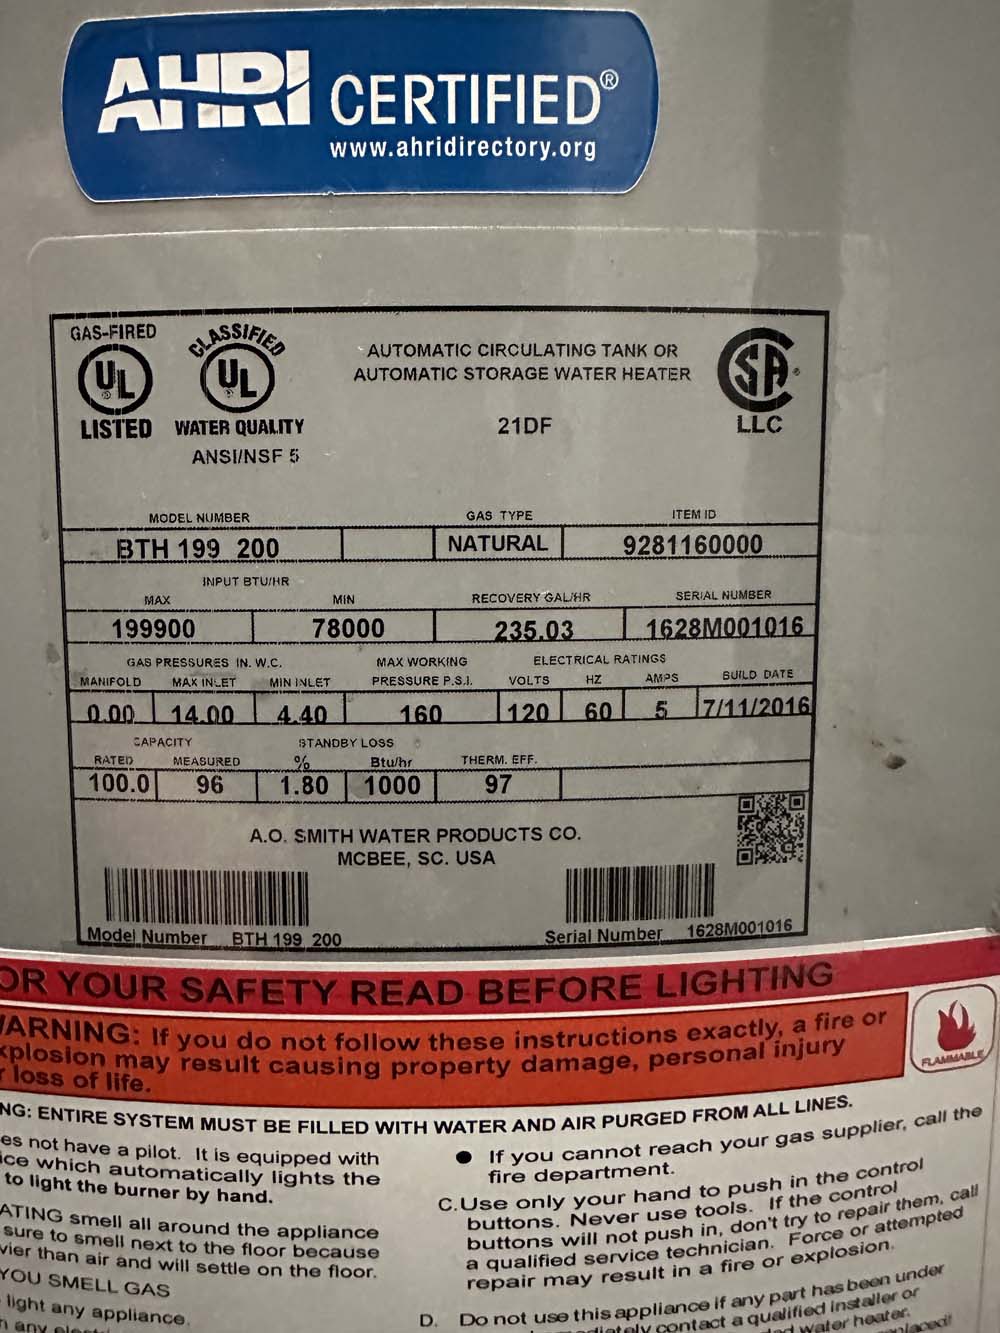 AHRI CERTIFIED®
www.ahridirectory.org
GAS-FIRED
UL
LISTED
CLASSIFIED
UL
WATER QUALITY
ANSI/NSF 5
AUTOMATIC CIRCULATING TANK OR
AUTOMATIC STORAGE WATER HEATER
21DF
SA
LLC
MODEL NUMBER GAS TYPE ITEM ID
BTH 199 200 NATURAL 9281160000
INPUT BTU/HR
MAX MIN RECOVERY GAL/HR SERIAL NUMBER
199900 78000 235.03 1628M001016
GAS PRESSURES IN. W.C. MAX WORKING ELECTRICAL RATINGS
MANIFOLD MAX INLET MIN INLET PRESSURE P.S.I. VOLTS HZ AMPS BUILD DATE
0.00 14.00 4.40 160 120 60 5 7/11/2016
CAPACITY STANDBY LOSS
RATED MEASURED % Btu/hr THERM. EFF.
100.0 96 1.80 1000 97
A.O. SMITH WATER PRODUCTS CO.
MCBEE, SC. USA
Model Number BTH 199 200 Serial Number 1628M001016
OR YOUR SAFETY READ BEFORE LIGHTING
WARNING: If you do not follow these instructions exactly, a fire or
explosion may result causing property damage, personal injury
r loss of life.
FLAMMABLE
NG: ENTIRE SYSTEM MUST BE FILLED WITH WATER AND AIR PURGED FROM ALL LINES.
es not have a pilot. It is equipped with
ice which automatically lights the
to light the burner by hand.
ATING smell all around the appliance
sure to smell next to the floor because
vier than air and will settle on the floor.
YOU SMELL GAS
light any appliance.
● If you cannot reach your gas supplier, call the
fire department.
C. Use only your hand to push in the control
buttons. Never use tools. If the control
buttons will not push in, don't try to repair them, call
a qualified service technician. Force or attempted
repair may result in a fire or explosion.
D. Do not use this appliance if any part has been under
contact a qualified installer or
water heater.